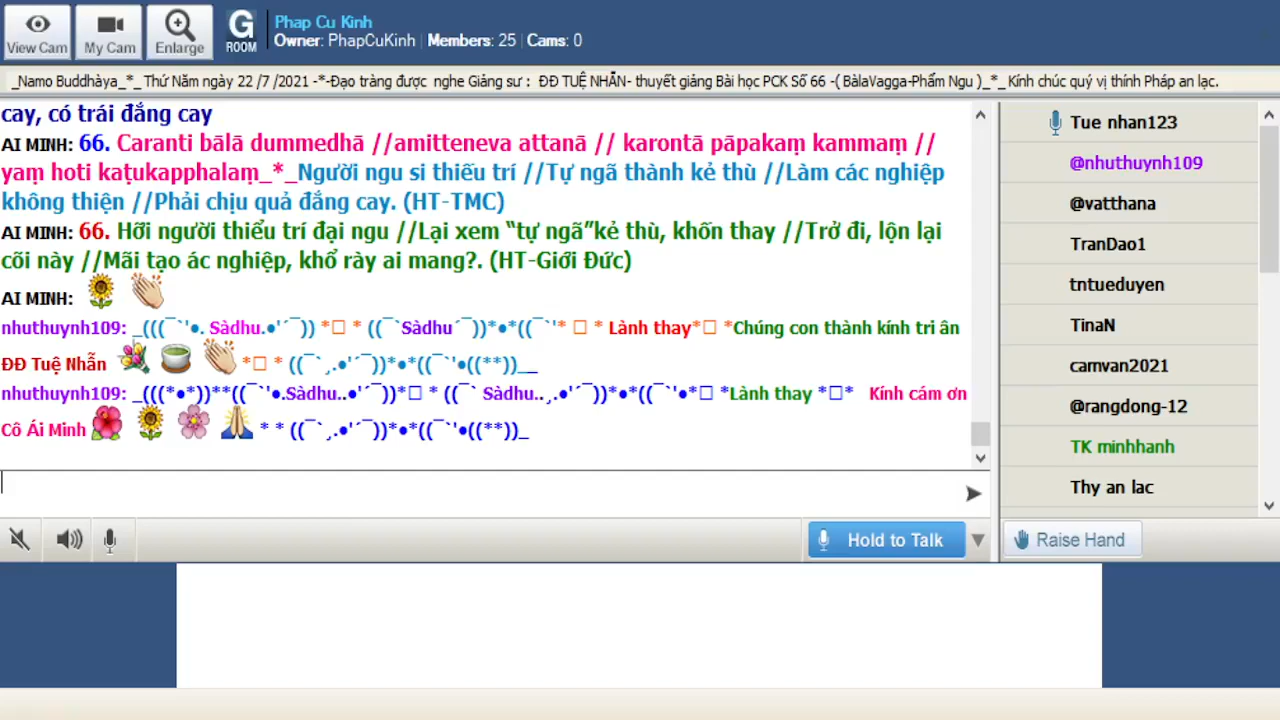 Phap Cu Kinh
Owner: PhapCuKinh Members: 25 Cams: 0
View Cam
My Cam
Enlarge
G
ROOM
_Namo Buddhàya_*_ Thứ Năm ngày 22 /7 /2021 -*-Đạo tràng được nghe Giảng sư : ĐĐ TUỆ NHẪN- thuyết giảng Bài học PCK Số 66 -( BàlaVagga-Phẩm Ngu )_*_ Kính chúc quý vị thính Pháp an lạc.
cay, có trái đắng cay
AI MINH: 66. Caranti bālā dummedhā //amitteneva attanā // karontā pāpakaṃ kammaṃ //
yaṃ hoti kaṭukapphalaṃ_*_Người ngu si thiếu trí //Tự ngã thành kẻ thù //Làm các nghiệp
không thiện //Phải chịu quả đắng cay. (HT-TMC)
AI MINH: 66. Hỡi người thiểu trí đại ngu //Lại xem “tự ngã”kẻ thù, khốn thay //Trở đi, lộn lại
cõi này //Mãi tạo ác nghiệp, khổ rày ai mang?. (HT-Giới Đức)
AI MINH:
nhuthuynh109: _(((¯`'●. Sàdhu.●'´¯)) *□ * ((¯`Sàdhu´¯))*●*((¯`'* □ * Lành thay*□ *Chúng con thành kính tri ân
ĐĐ Tuệ Nhẫn *□ * ((¯`¸.●'´¯))*●*((¯`'●((**))__
nhuthuynh109: _(((*●*))**((¯`'●.Sàdhu..●'´¯))*□ * ((¯` Sàdhu..¸.●'´¯))*●*((¯`'●*□ *Lành thay *□* Kính cám ơn
Cô Ái Minh * * ((¯`¸.●'´¯))*●*((¯`'●((**))_
Tue nhan123
@nhuthuynh109
@vatthana
TranDao1
tntueduyen
TinaN
camvan2021
@rangdong-12
TK minhhanh
Thy an lac
Hold to Talk
Raise Hand